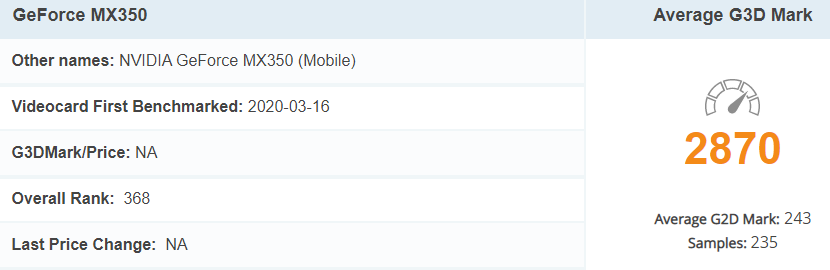 GeForce MX350
Average G3D Mark
Other names: NVIDIA GeForce MX350 (Mobile)
Videocard First Benchmarked: 2020-03-16
G3DMark/Price: NA
Overall Rank: 368
Last Price Change: NA
2870
Average G2D Mark: 243
Samples: 235